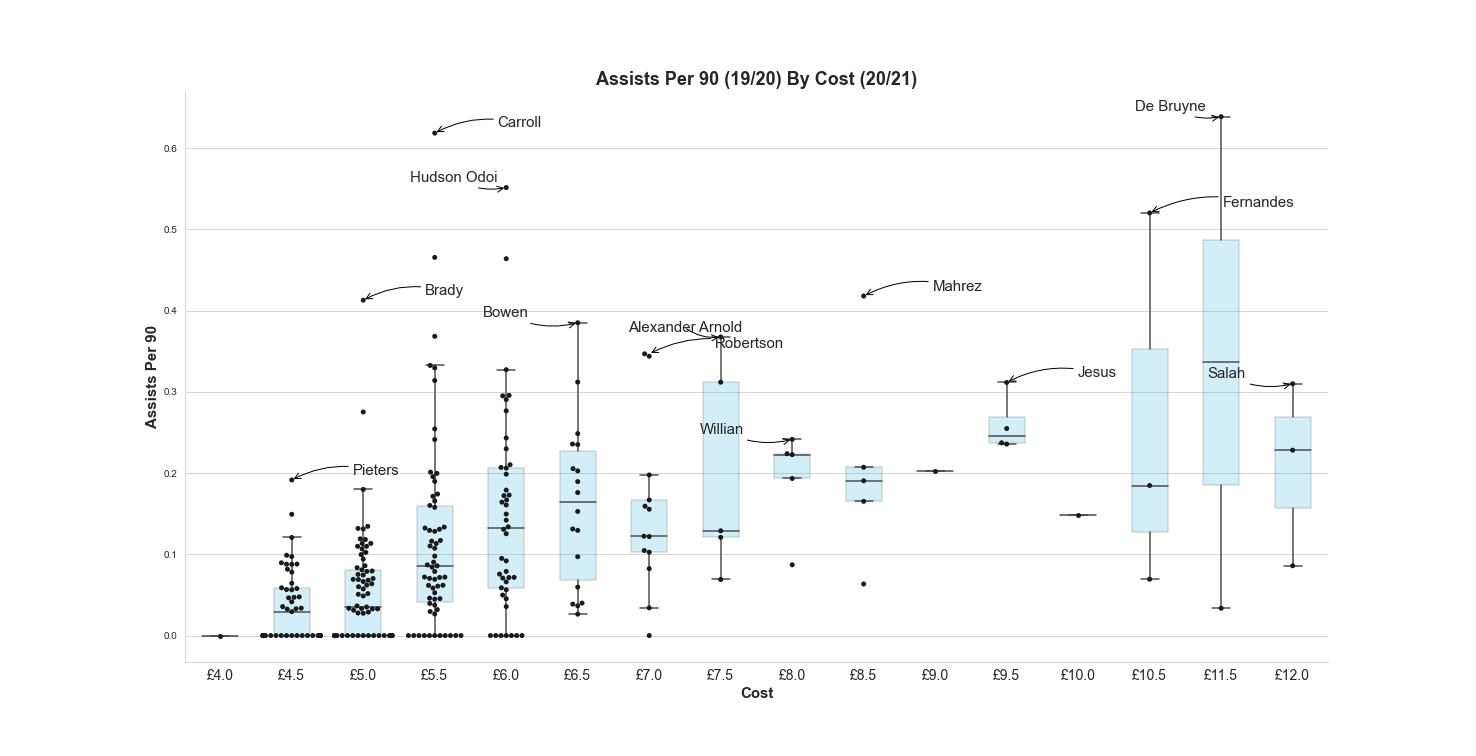 Assists Per 90 (19/20) By Cost (20/21)
De Bruyne
Carroll
0.6
Hudson Odoi
Fernandes
0.5
Brady
Mahrez
0.4
Bowen
Alexander Arnold
Robertson
Jesus
Salah
0.3
Willian
Pieters
0.2
0.1
0.0
Assists Per 90
£4.0 £4.5 £5.0 £5.5 £6.0 £6.5 £7.0 £7.5 £8.0 £8.5 £9.0 £9.5 £10.0 £10.5 £11.5 £12.0
Cost